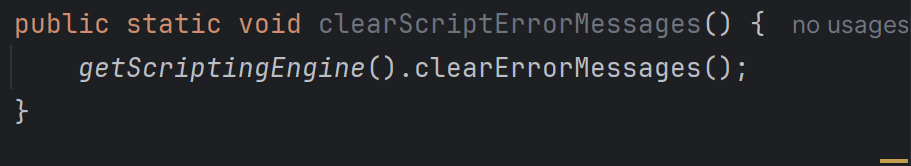 public static void clearScriptErrorMessages() { no usages
    getScriptingEngine().clearErrorMessages();
}